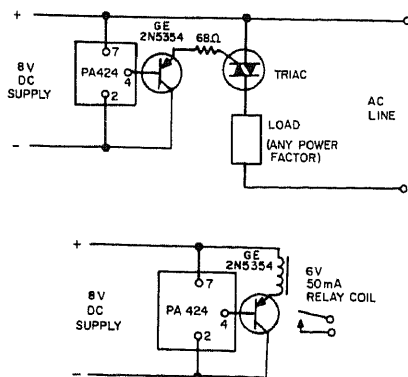 +
GE
2N5354
68Ω
7
8V
DC
SUPPLY
PA424
4
2
TRIAC
AC
LINE
LOAD
(ANY POWER
FACTOR)
−
+
GE
2N5354
7
6V
50mA
RELAY COIL
8V
DC
SUPPLY
PA 424
4
2
−